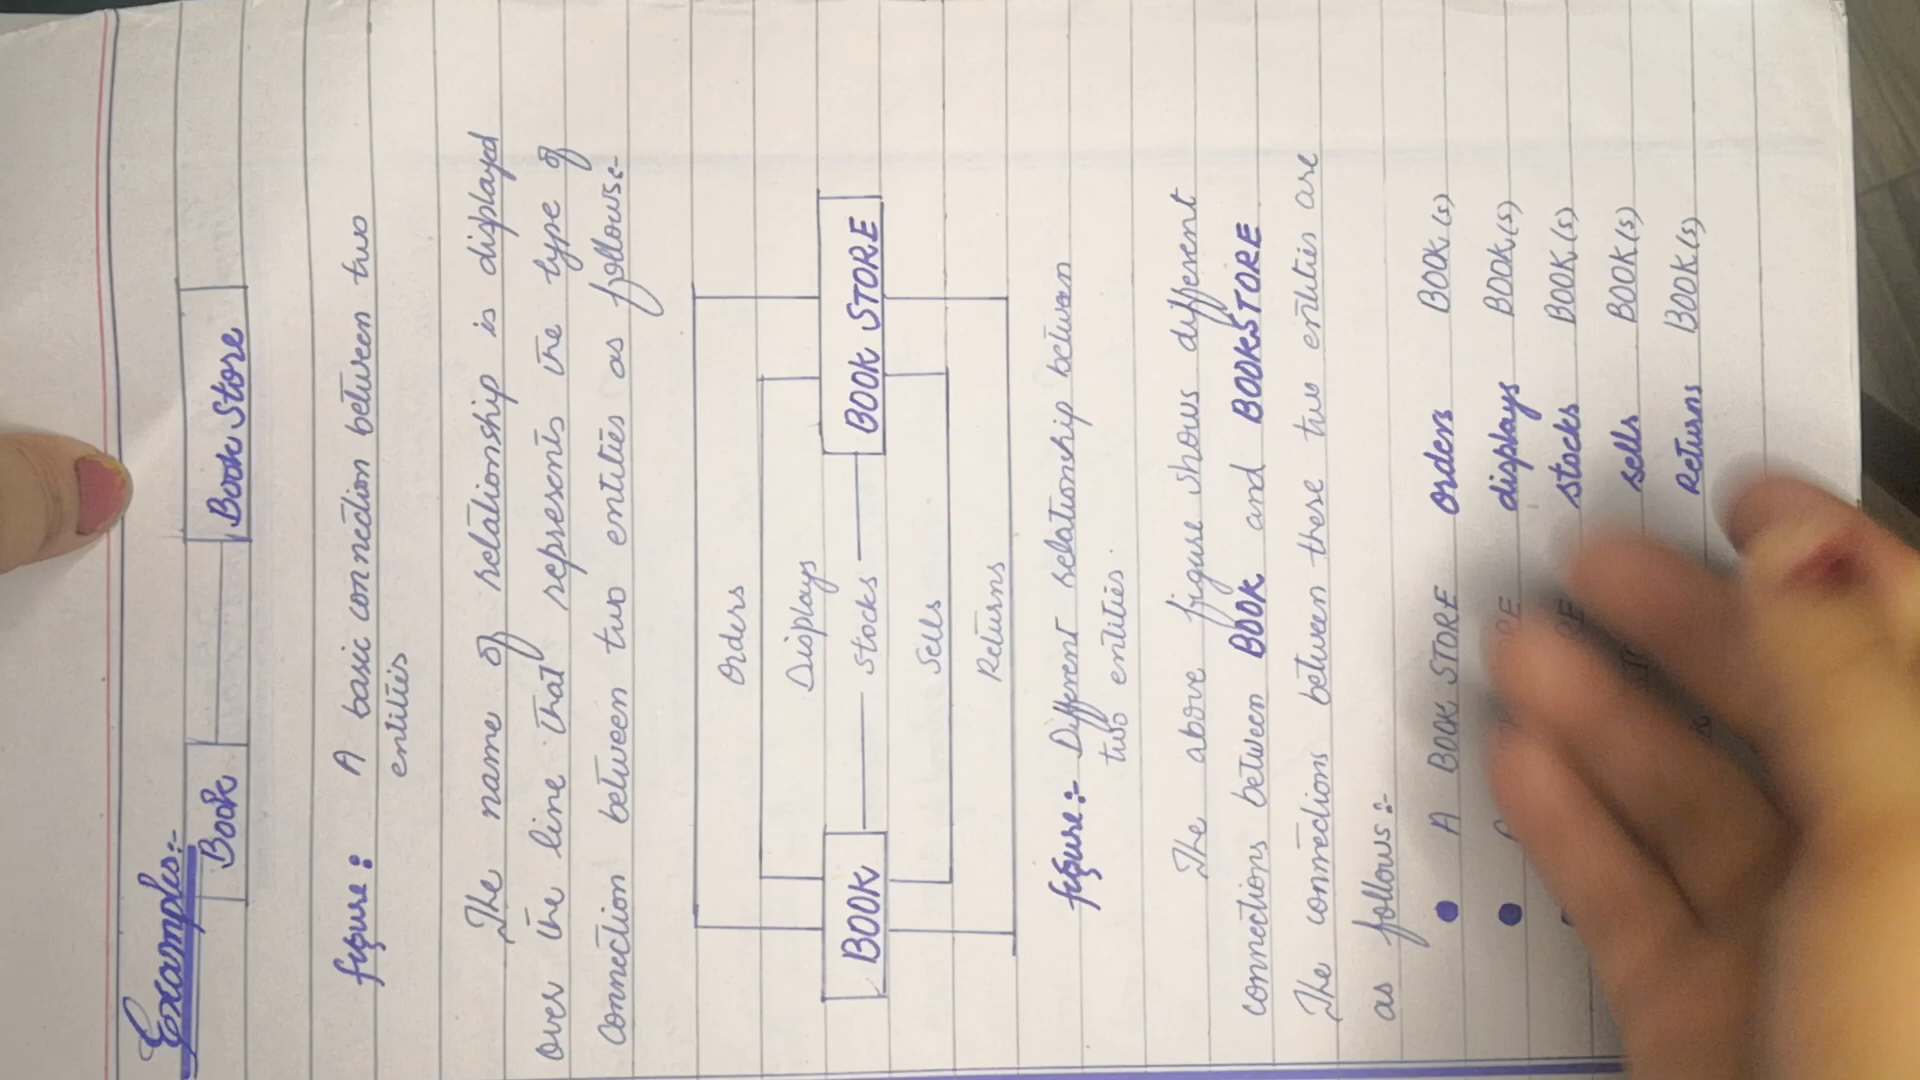 Examples:-
Book Book Store
figure: A basic connection between two
entities
The name of relationship is displayed
over the line that represents the type of
connection between two entities as follows:-
Orders
Displays
BOOK stocks BOOK STORE
Sells
Returns
figure:- Different relationship between
two entities.
The above figure shows different
connections between BOOK and BOOKSTORE
The connections between these two entities are
as follows:-
• A BOOK STORE orders BOOK(s)
• displays BOOK(s)
stocks BOOK(s)
sells BOOK(s)
Returns BOOK(s)